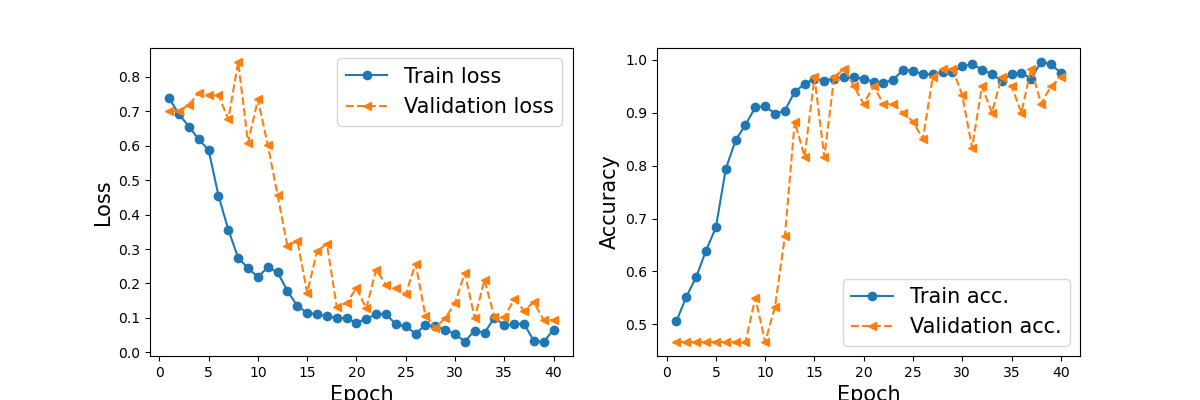 Train loss
Validation loss
Loss
0.8
0.7
0.6
0.5
0.4
0.3
0.2
0.1
0.0
0 5 10 15 20 25 30 35 40
Epoch
Train acc.
Validation acc.
Accuracy
1.0
0.9
0.8
0.7
0.6
0.5
0 5 10 15 20 25 30 35 40
Epoch